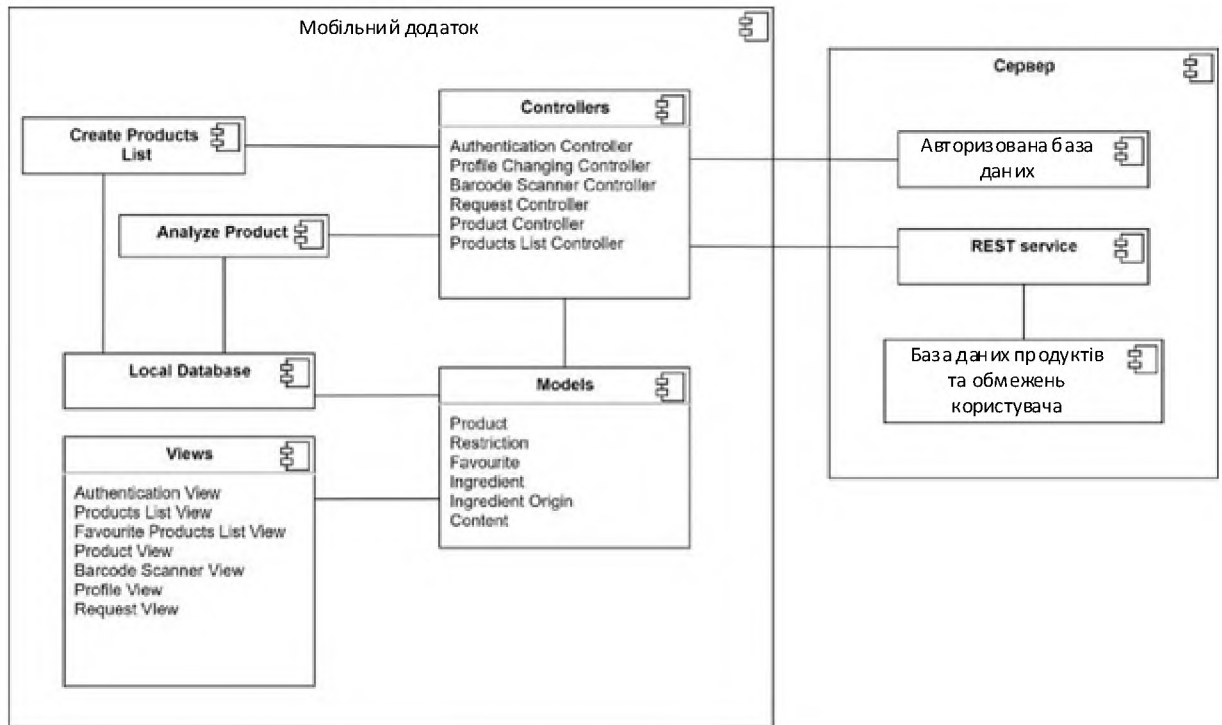 Мобільний додаток
Create Products
List
Analyze Product
Local Database
Views
Authentication View
Products List View
Favourite Products List View
Product View
Barcode Scanner View
Profile View
Request View
Controllers
Authentication Controller
Profile Changing Controller
Barcode Scanner Controller
Request Controller
Product Controller
Products List Controller
Models
Product
Restriction
Favourite
Ingredient
Ingredient Origin
Content
Сервер
Авторизована база
даних
REST service
База даних продуктів
та обмежень
користувача